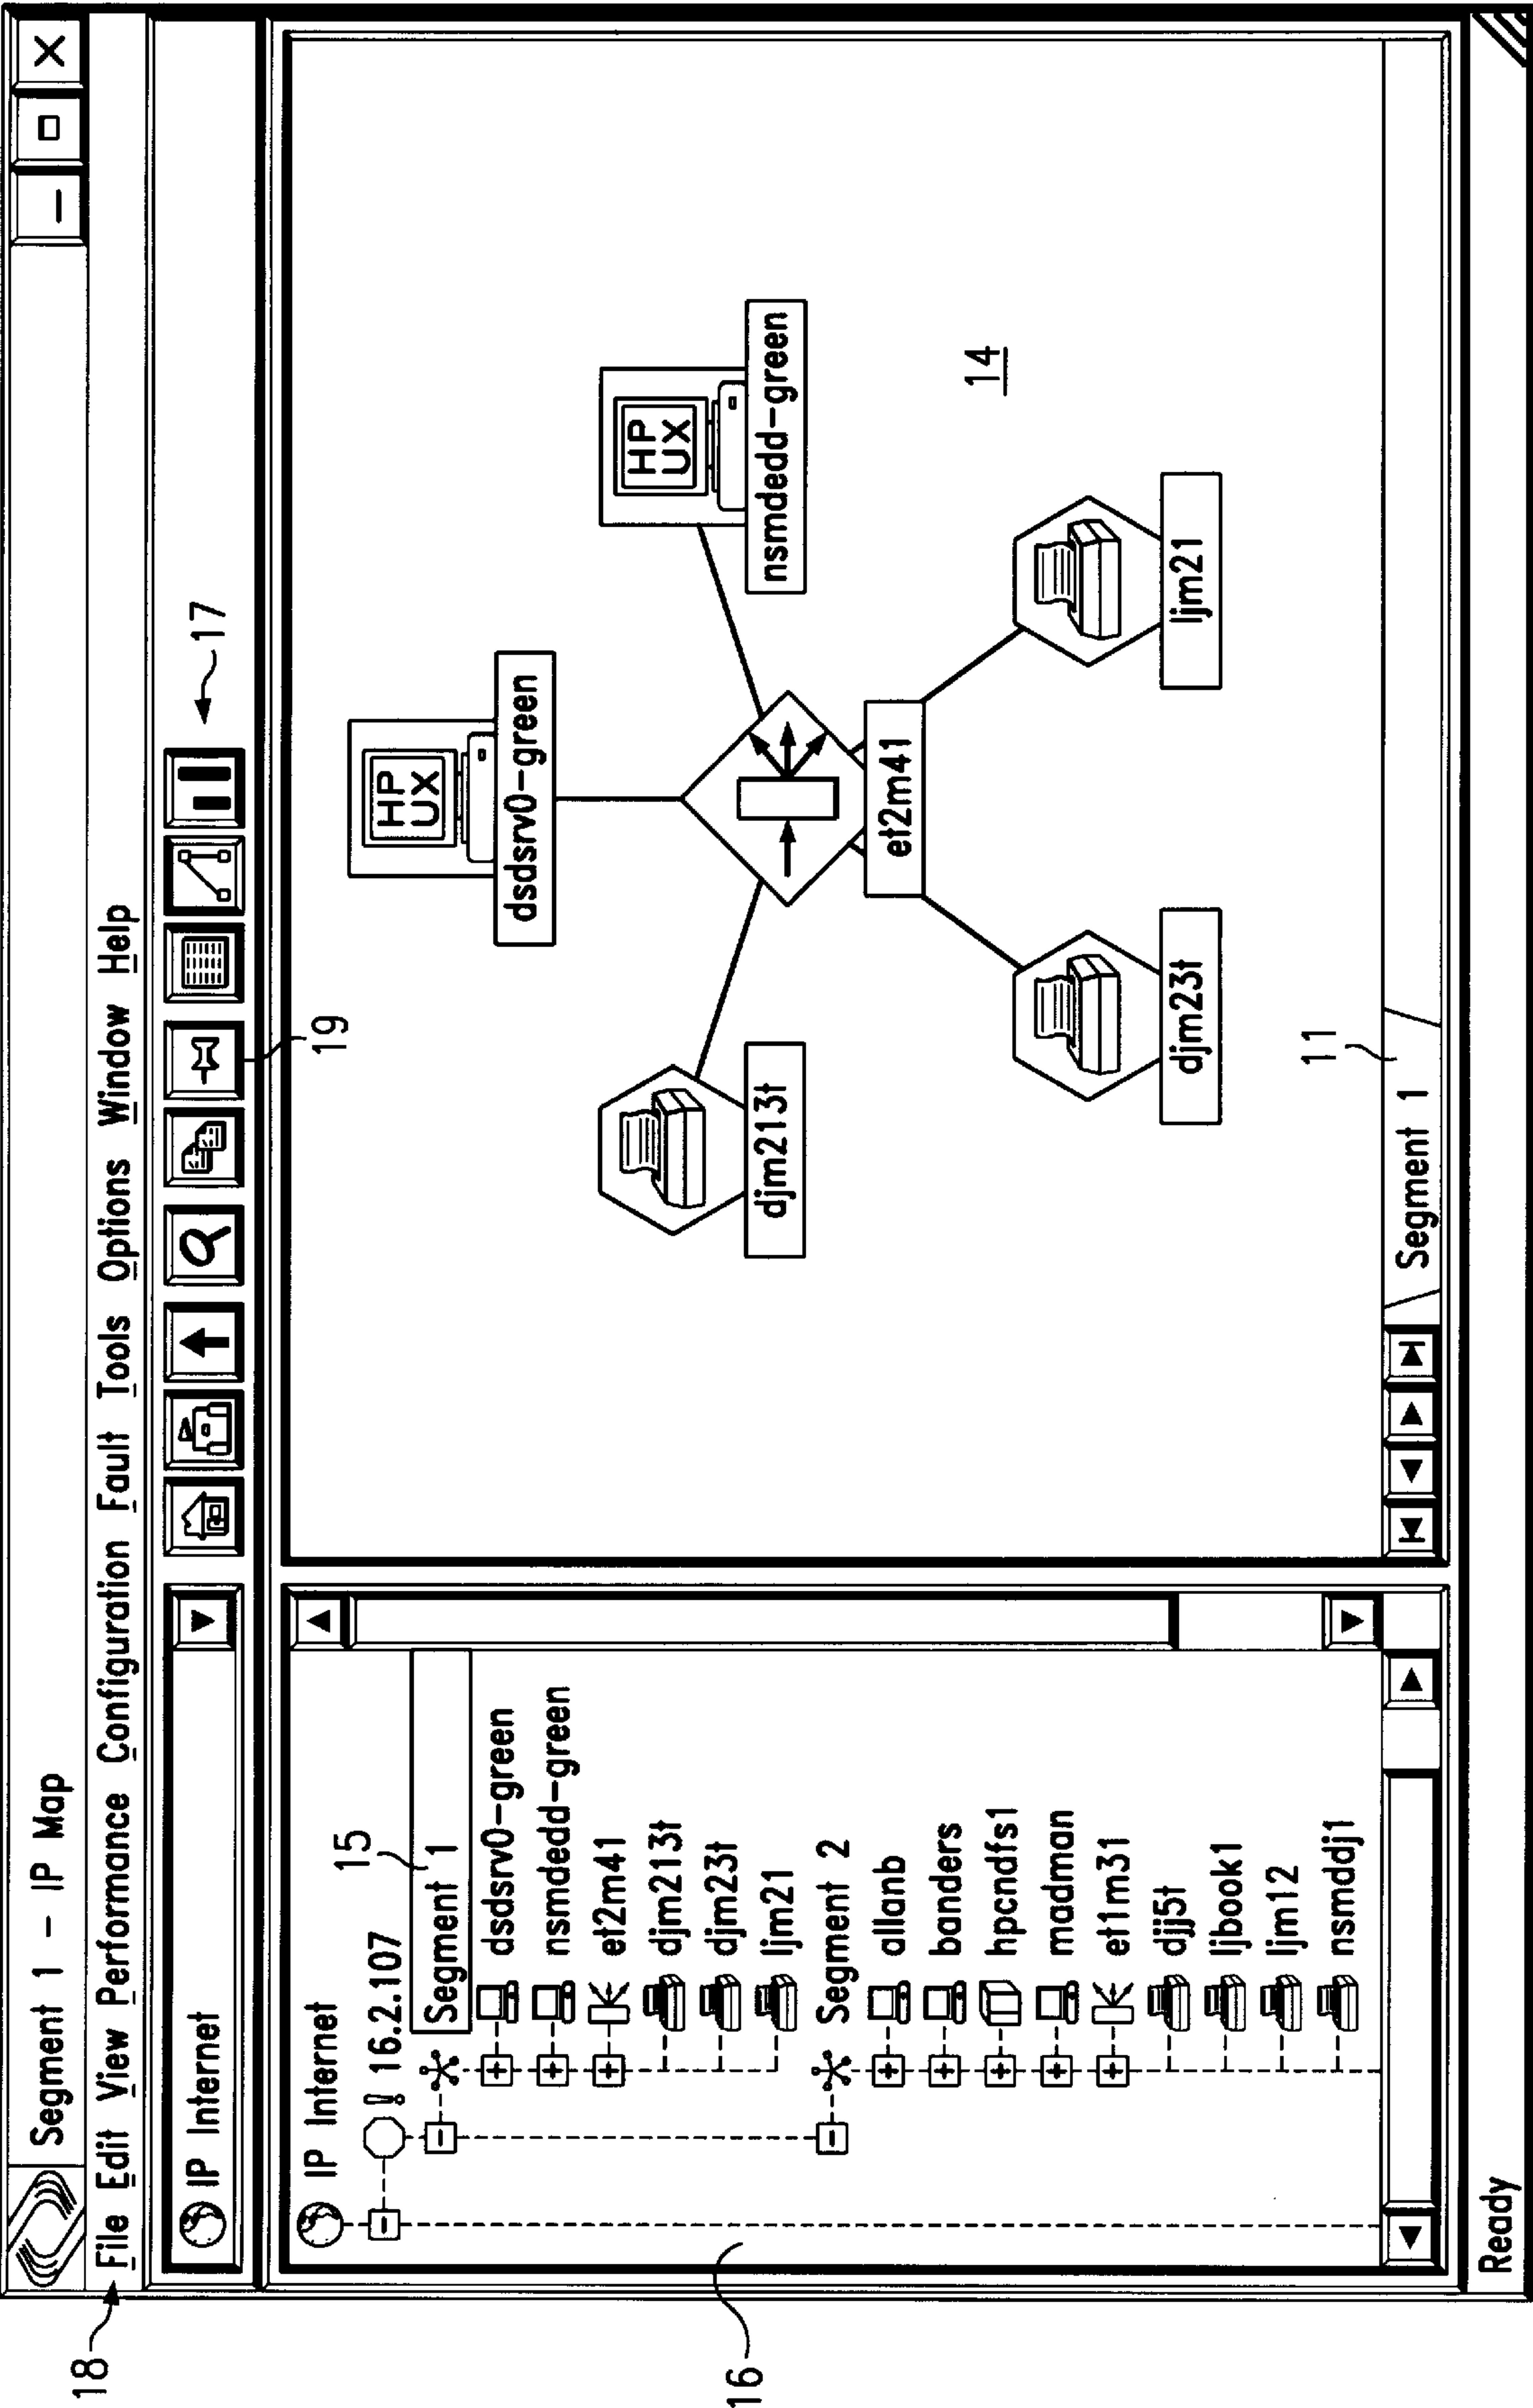 Segment 1 - IP Map
18
File Edit View Performance Configuration Fault Tools Options Window Help
IP Internet
17
19
IP Internet
16.2.107
15
Segment 1
dsdsrv0-green
nsmdedd-green
et2m41
djm213t
djm23t
ljm21
Segment 2
allanb
banders
hpcndfs1
madman
et1m31
djj5t
ljbook1
ljm12
nsmddj1
16
HP
UX
dsdsrv0-green
HP
UX
nsmdedd-green
djm213t
et2m41
14
djm23t
ljm21
11
Segment 1
Ready